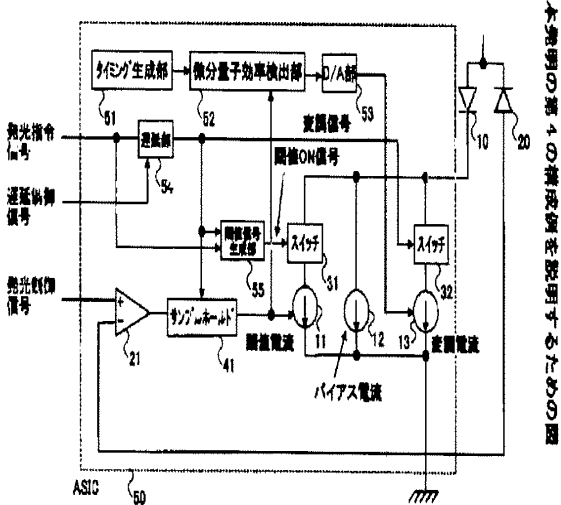 本発明の第4の構成例を説明するための図
タイミング生成部
51
微分量子効率検出部
52
D/A部
53
10
20
発光指令
信号
遅延部
54
変調信号
閾値ON信号
遅延制御
信号
閾値信号
生成部
55
スイッチ
31
スイッチ
32
発光制御
信号
+
−
21
サンプルホールド
41
閾値電流
11
12
13
変調電流
バイアス電流
ASIC
50